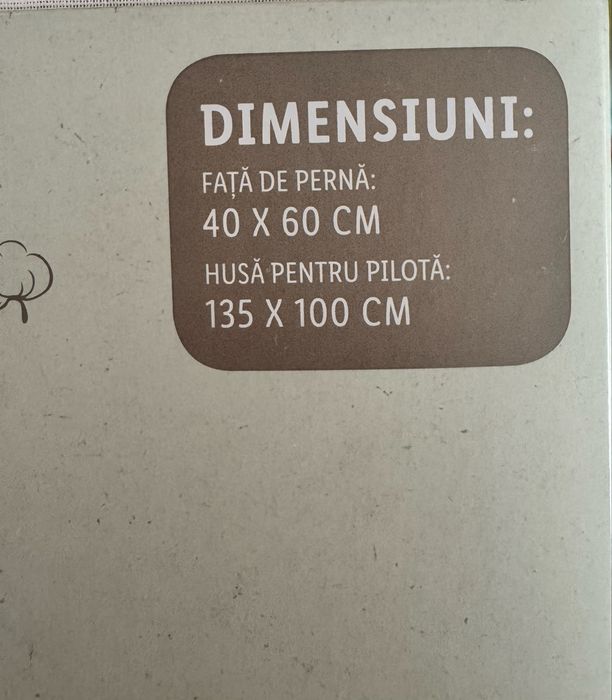 DIMENSIUNI:
FAȚĂ DE PERNĂ:
40 X 60 CM
HUSĂ PENTRU PILOTĂ:
135 X 100 CM